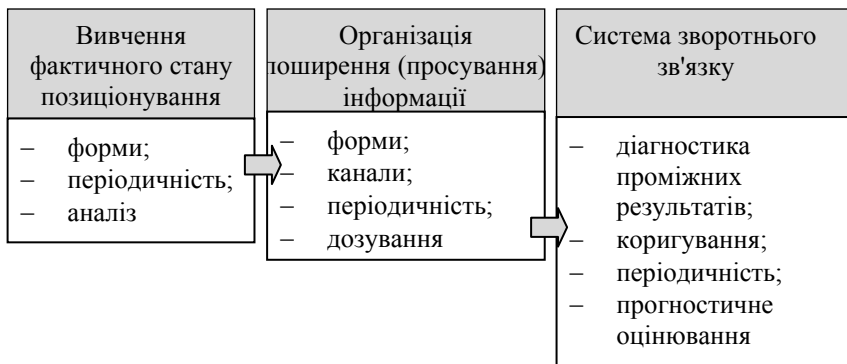 Вивчення
фактичного стану
позиціонування
– форми;
– періодичність;
– аналіз
Організація
поширення (просування)
інформації
– форми;
– канали;
– періодичність;
– дозування
Система зворотнього
зв'язку
– діагностика
проміжних
результатів;
– коригування;
– періодичність;
– прогностичне
оцінювання